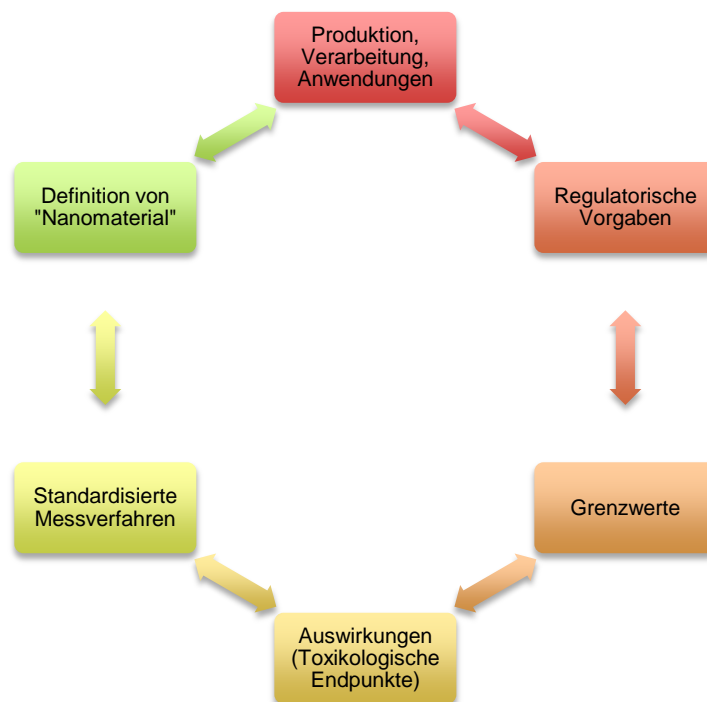 Produktion,
Verarbeitung,
Anwendungen
Definition von
"Nanomaterial"
Regulatorische
Vorgaben
Standardisierte
Messverfahren
Grenzwerte
Auswirkungen
(Toxikologische
Endpunkte)